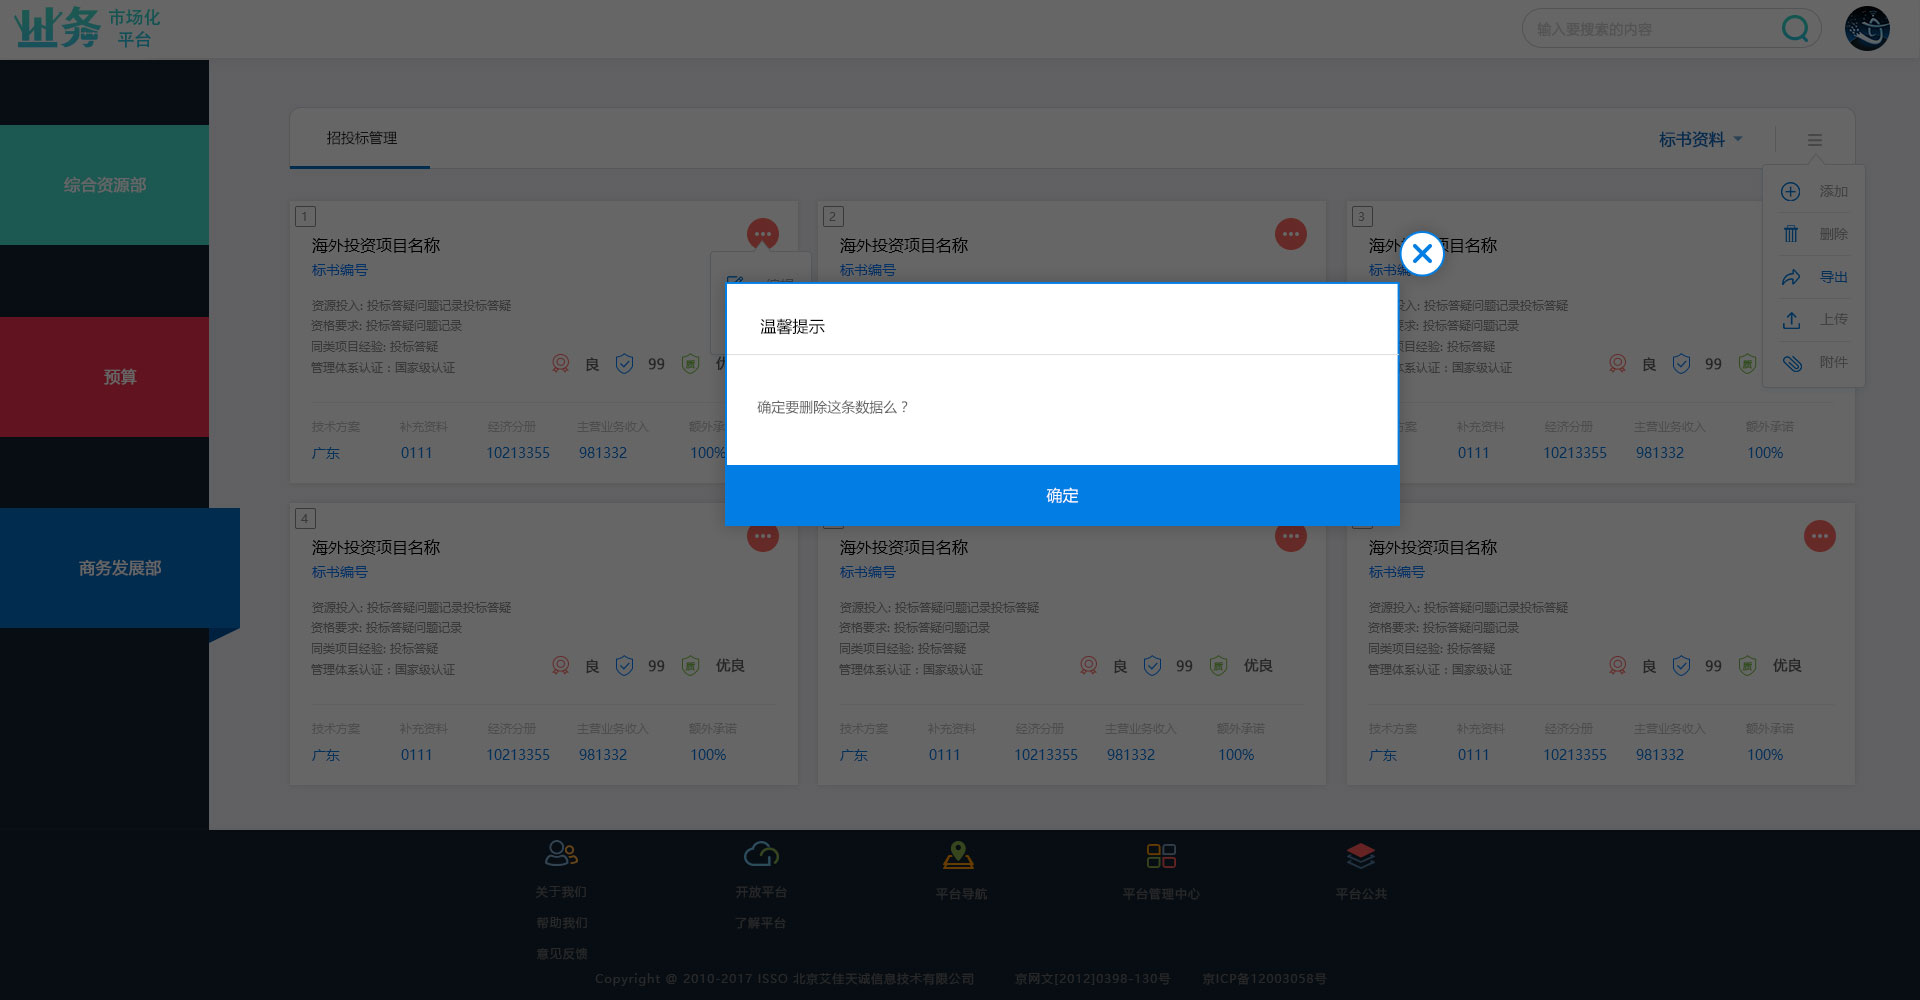 业务 市场化
平台
输入要搜索的内容
综合资源部
预算
商务发展部
招投标管理
标书资料
添加
删除
导出
上传
附件
1
海外投资项目名称
标书编号
资源投入: 投标答疑问题记录投标答疑
资格要求: 投标答疑问题记录
同类项目经验: 投标答疑
管理体系认证：国家级认证
良 99 优
技术方案 补充资料 经济分册 主营业务收入 额外承
广东 0111 10213355 981332 100%
编辑
2
海外投资项目名称
标书编号
3
海外 项目名称
标书编号
投入: 投标答疑问题记录投标答疑
要求: 投标答疑问题记录
项目经验: 投标答疑
体系认证：国家级认证
良 99
方案 补充资料 经济分册 主营业务收入 额外承诺
0111 10213355 981332 100%
温馨提示
确定要删除这条数据么？
确定
4
海外投资项目名称
标书编号
资源投入: 投标答疑问题记录投标答疑
资格要求: 投标答疑问题记录
同类项目经验: 投标答疑
管理体系认证：国家级认证
良 99 优良
技术方案 补充资料 经济分册 主营业务收入 额外承诺
广东 0111 10213355 981332 100%
海外投资项目名称
标书编号
资源投入: 投标答疑问题记录投标答疑
资格要求: 投标答疑问题记录
同类项目经验: 投标答疑
管理体系认证：国家级认证
良 99 优良
技术方案 补充资料 经济分册 主营业务收入 额外承诺
广东 0111 10213355 981332 100%
海外投资项目名称
标书编号
资源投入: 投标答疑问题记录投标答疑
资格要求: 投标答疑问题记录
同类项目经验: 投标答疑
管理体系认证：国家级认证
良 99 优良
技术方案 补充资料 经济分册 主营业务收入 额外承诺
广东 0111 10213355 981332 100%
关于我们
帮助我们
意见反馈
开放平台
了解平台
平台导航
平台管理中心
平台公共
Copyright @ 2010-2017 ISSO 北京艾佳天诚信息技术有限公司 京网文[2012]0398-130号 京ICP备12003058号